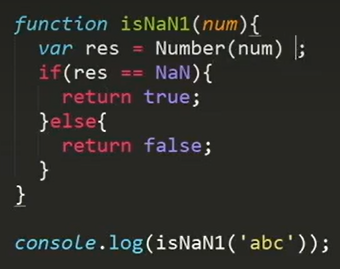 function isNaN1(num){
  var res = Number(num) ;
  if(res == NaN){
    return true;
  }else{
    return false;
  }
}
console.log(isNaN1('abc'));